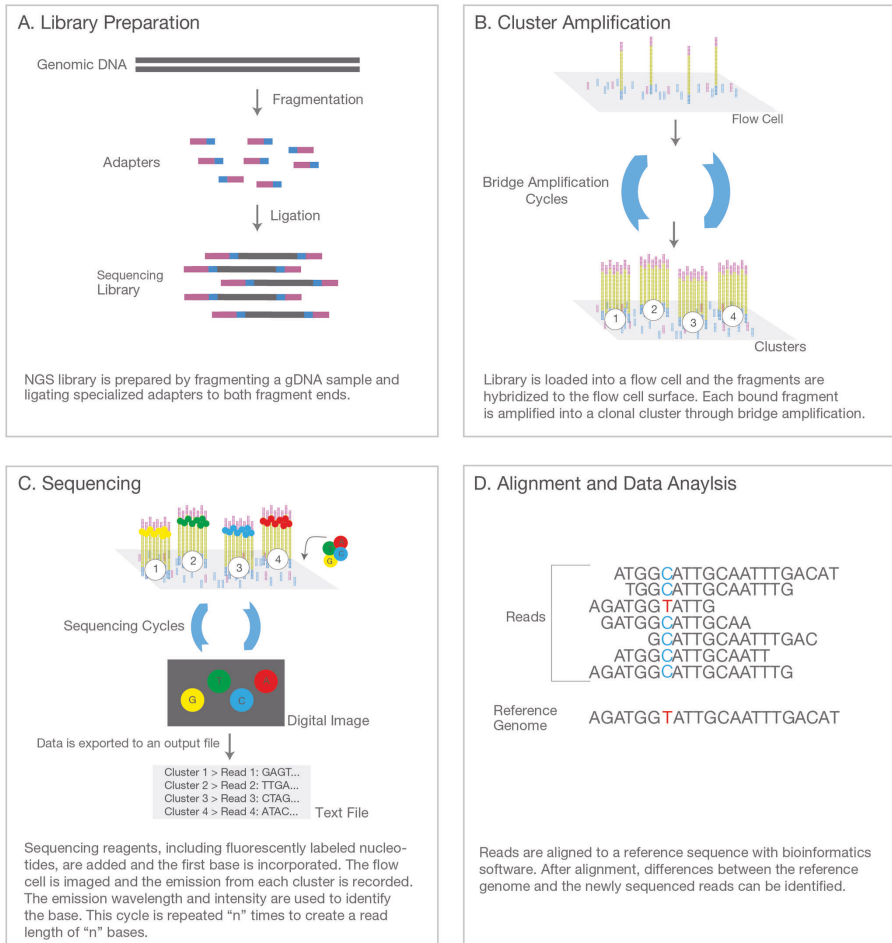 A. Library Preparation
Genomic DNA
Fragmentation
Adapters
Ligation
Sequencing
Library
NGS library is prepared by fragmenting a gDNA sample and
ligating specialized adapters to both fragment ends.
B. Cluster Amplification
Flow Cell
Bridge Amplification
Cycles
1
2
3
4
Clusters
Library is loaded into a flow cell and the fragments are
hybridized to the flow cell surface. Each bound fragment
is amplified into a clonal cluster through bridge amplification.
C. Sequencing
1
2
3
4
G
C
Sequencing Cycles
T
A
G
C
Digital Image
Data is exported to an output file
Cluster 1 > Read 1: GAGT...
Cluster 2 > Read 2: TTGA...
Cluster 3 > Read 3: CTAG...
Cluster 4 > Read 4: ATAC...
Text File
Sequencing reagents, including fluorescently labeled nucleo-
tides, are added and the first base is incorporated. The flow
cell is imaged and the emission from each cluster is recorded.
The emission wavelength and intensity are used to identify
the base. This cycle is repeated “n” times to create a read
length of “n” bases.
D. Alignment and Data Anaylsis
ATGGCATTGCAATTTGACAT
TGGCATTGCAATTTG
AGATGGTATTG
Reads
GATGGCATTGCAA
GCATTGCAATTTGAC
ATGGCATTGCAATT
AGATGGCATTGCAATTTG
Reference
Genome
AGATGGTATTGCAATTTGACAT
Reads are aligned to a reference sequence with bioinformatics
software. After alignment, differences between the reference
genome and the newly sequenced reads can be identified.